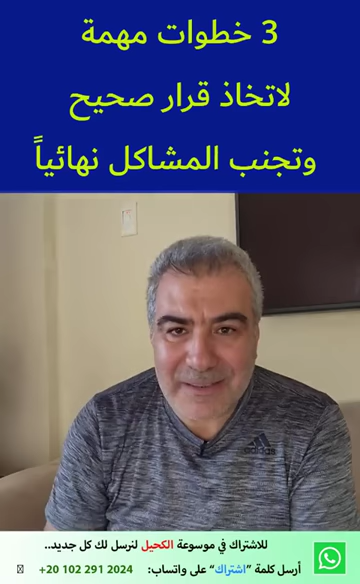 3 خطوات مهمة
لاتخاذ قرار صحيح
وتجنب المشاكل نهائياً
adidas
للاشتراك في موسوعة الكحيل لنرسل لك كل جديد..
أرسل كلمة "اشتراك" على واتساب: +20 102 291 2024